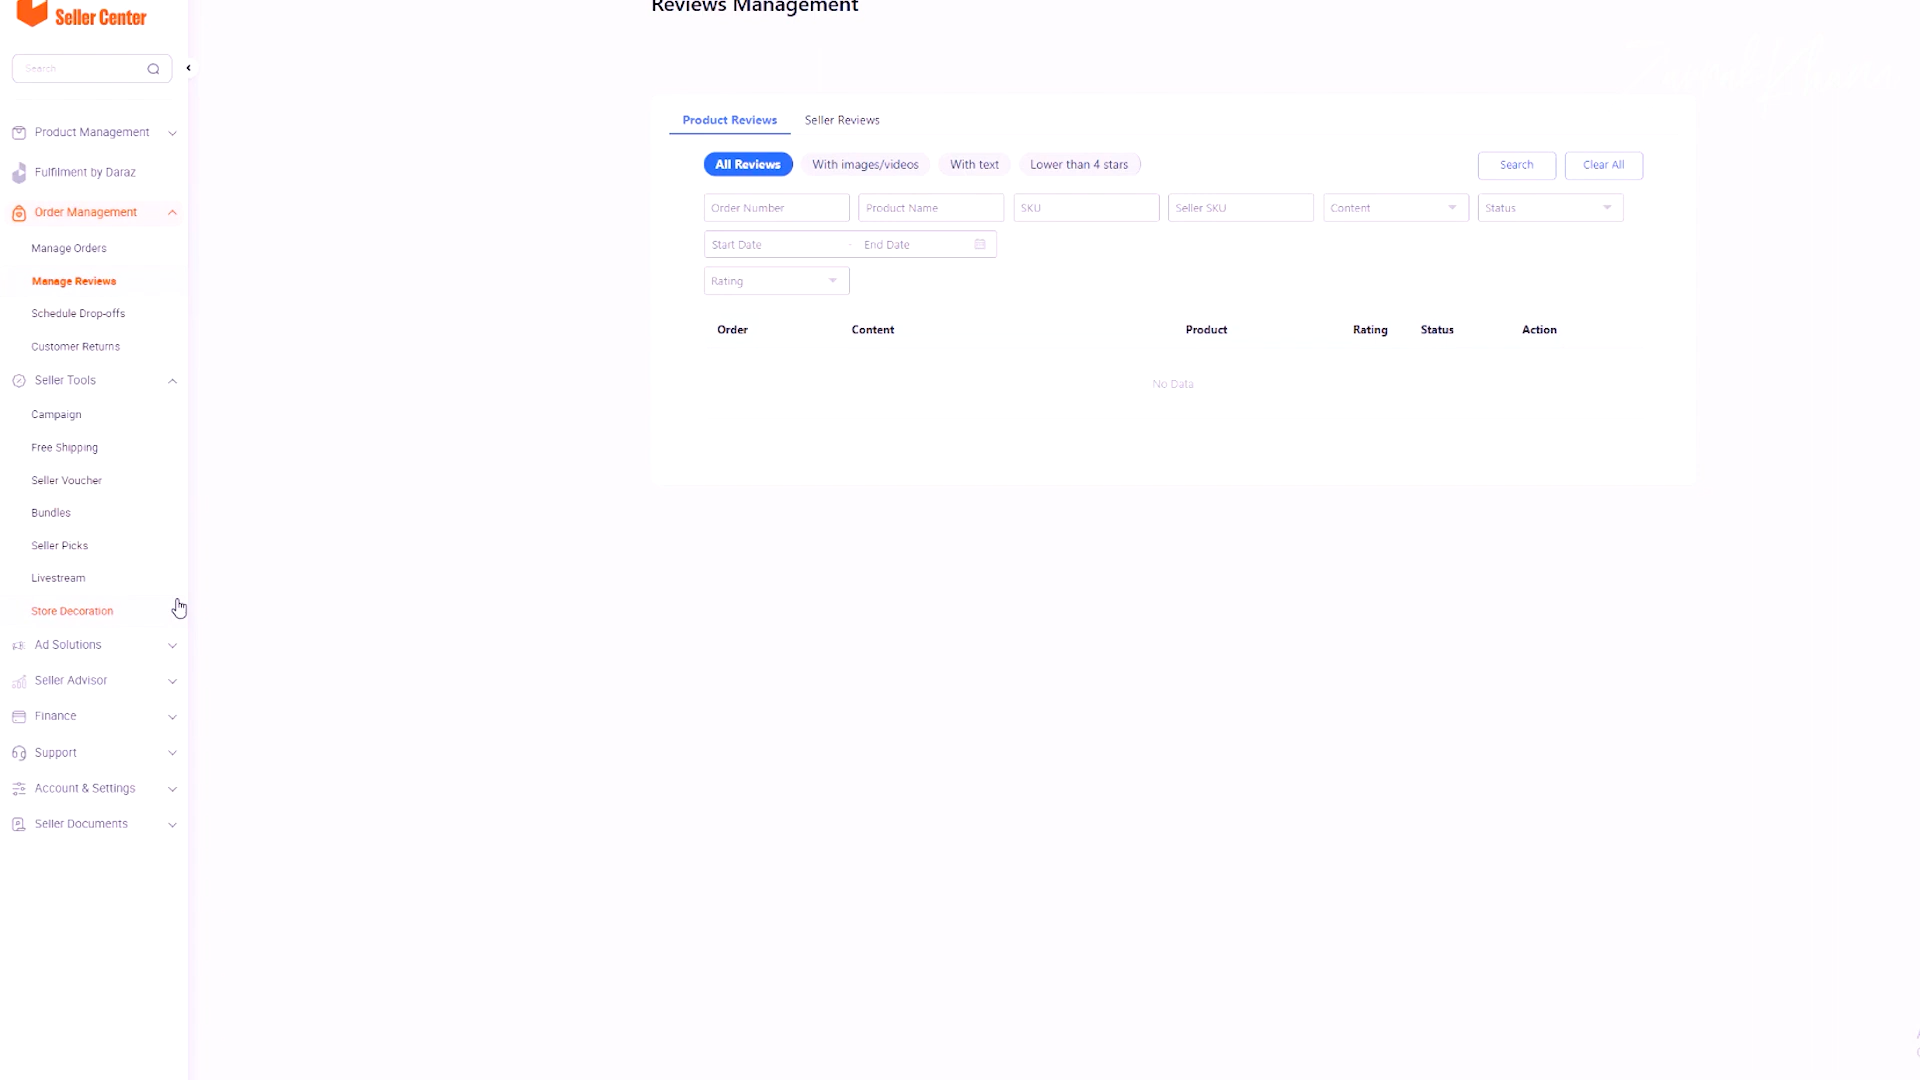 Seller Center
Reviews Management
Search
Product Management
Fulfilment by Daraz
Order Management
Manage Orders
Manage Reviews
Schedule Drop-offs
Customer Returns
Seller Tools
Campaign
Free Shipping
Seller Voucher
Bundles
Seller Picks
Livestream
Store Decoration
Ad Solutions
Seller Advisor
Finance
Support
Account & Settings
Seller Documents
Product Reviews Seller Reviews
All Reviews With images/videos With text Lower than 4 stars Search Clear All
Order Number Product Name SKU Seller SKU Content Status
Start Date - End Date
Rating
Order Content Product Rating Status Action
No Data